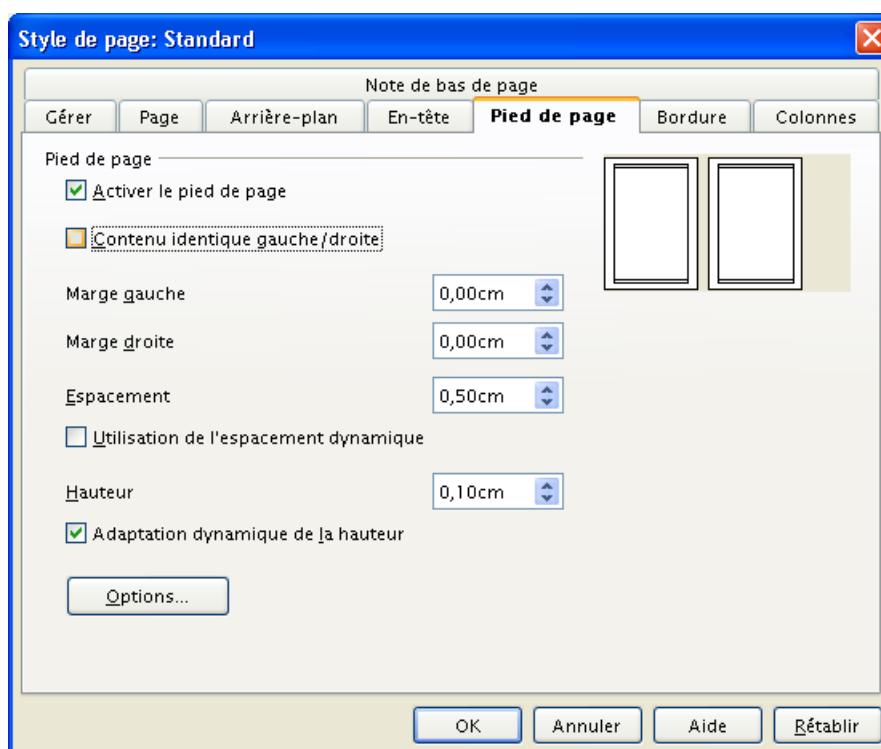 Style de page: Standard
Note de bas de page
Gérer Page Arrière-plan En-tête Pied de page Bordure Colonnes
Pied de page
Activer le pied de page
Contenu identique gauche/droite
Marge gauche 0,00cm
Marge droite 0,00cm
Espacement 0,50cm
Utilisation de l'espacement dynamique
Hauteur 0,10cm
Adaptation dynamique de la hauteur
Options...
OK Annuler Aide Rétablir